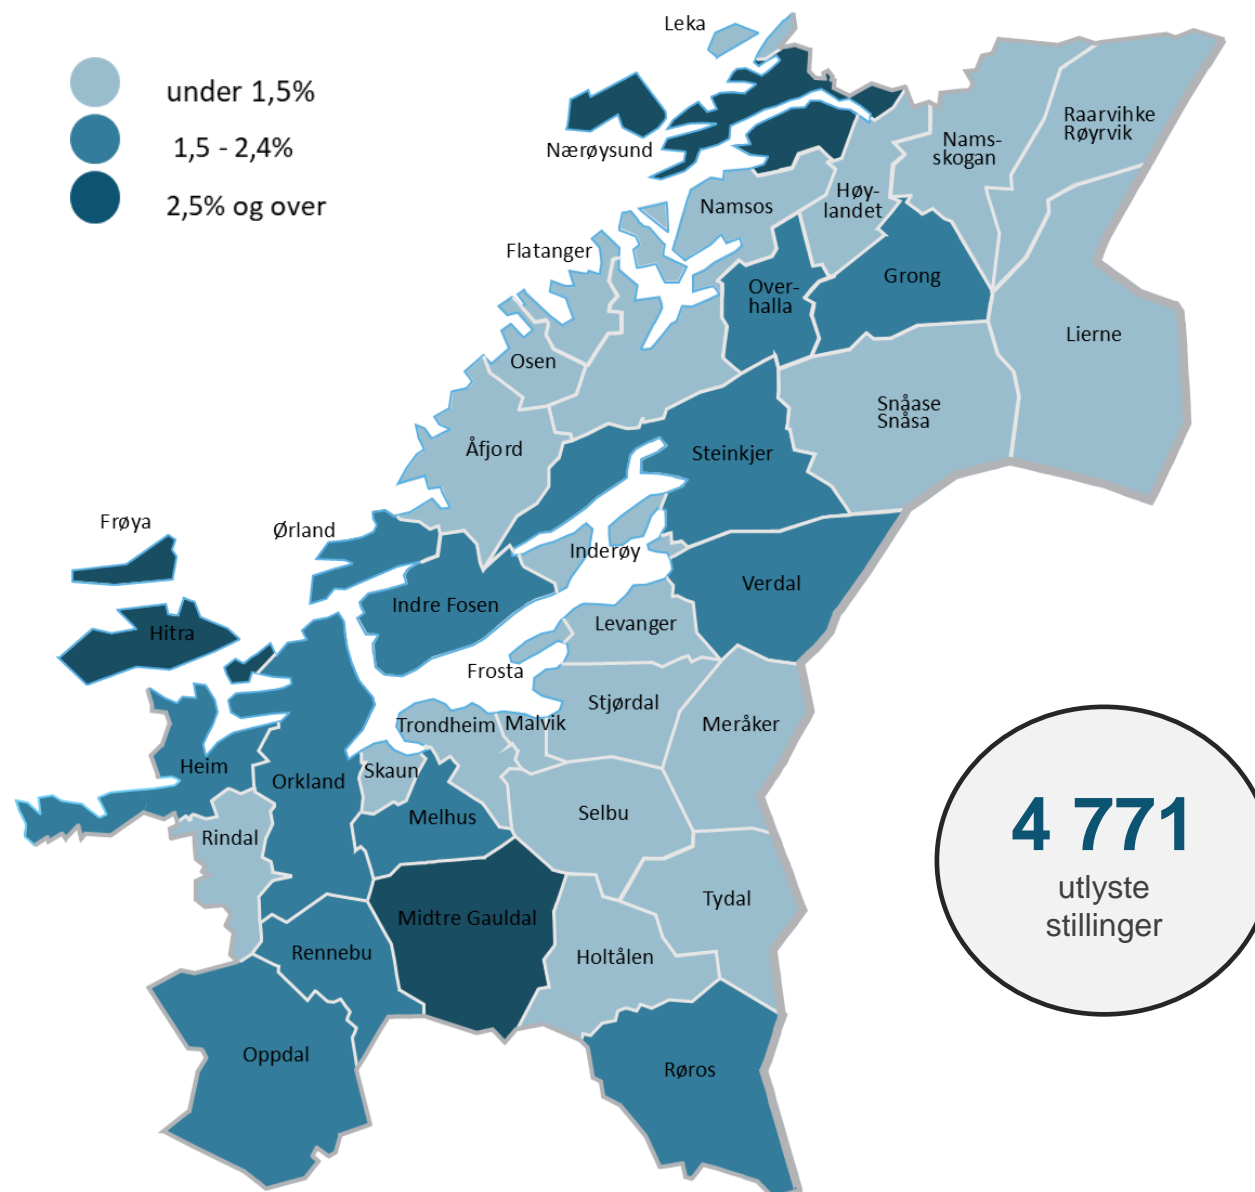 under 1,5%
1,5 - 2,4%
2,5% og over
Leka
Nærøysund
Raarvihke
Røyrvik
Nams-
skogan
Høy-
landet
Namsos
Flatanger
Grong
Over-
halla
Lierne
Osen
Snåase
Snåsa
Åfjord
Steinkjer
Frøya
Ørland
Inderøy
Verdal
Indre Fosen
Levanger
Hitra
Frosta
Stjørdal
Meråker
Trondheim
Malvik
Heim
Orkland
Skaun
Selbu
Melhus
Rindal
Tydal
Midtre Gauldal
Rennebu
Holtålen
Oppdal
Røros
4 771
utlyste
stillinger